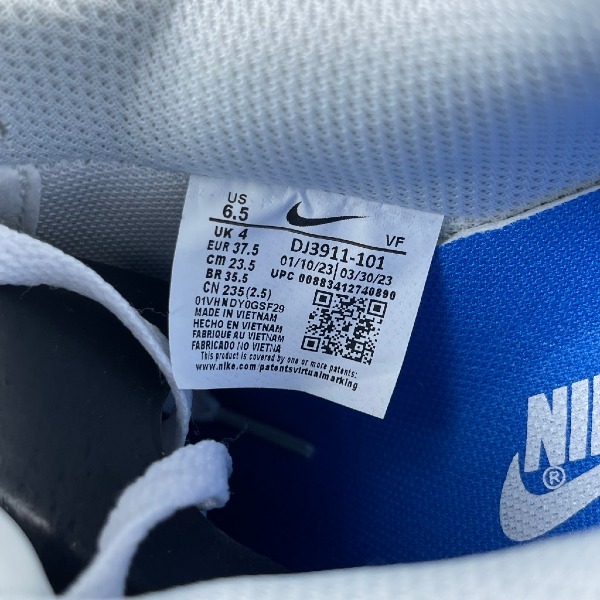 US
6.5
UK 4
EUR 37.5
cm 23.5
BR 35.5
CN 235(2.5)
VF
DJ3911-101
01/10/23 03/30/23
UPC 00883412740890
01VHNDY0GSF29
MADE IN VIETNAM
HECHO EN VIETNAM
FABRIQUE AU VIETNAM
FABRICADO NO VIETNA
This product is covered by one or more patents:
www.nike.com/patentsvirtualmarking
NIKE
®